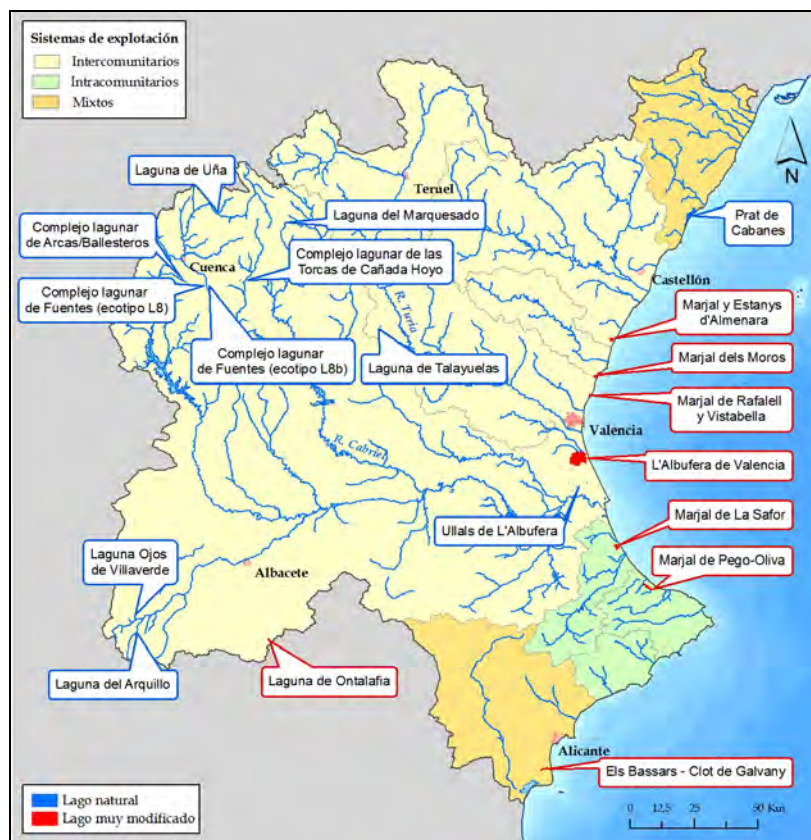 Sistemas de explotación
Intercomunitarios
Intracomunitarios
Mixtos
N
Laguna de Uña
Teruel
Laguna del Marquesado
Prat de
Cabanes
Complejo lagunar
de Arcas/Ballesteros
Cuenca
Complejo lagunar de las
Torcas de Cañada Hoyo
Castellón
Complejo lagunar
de Fuentes (ecotipo L8)
R. Turia
Marjal y Estanys
d'Almenara
Complejo lagunar
de Fuentes (ecotipo L8b)
Laguna de Talayuelas
Marjal dels Moros
Marjal de Rafalell
y Vistabella
Valencia
R. Cabriel
L'Albufera de Valencia
Ullals de L'Albufera
Marjal de La Safor
Laguna Ojos
de Villaverde
Albacete
Marjal de Pego-Oliva
Laguna del Arquillo
Laguna de Ontalafia
Alicante
Els Bassars - Clot de Galvany
Lago natural
Lago muy modificado
0 12,5 25 50 Km